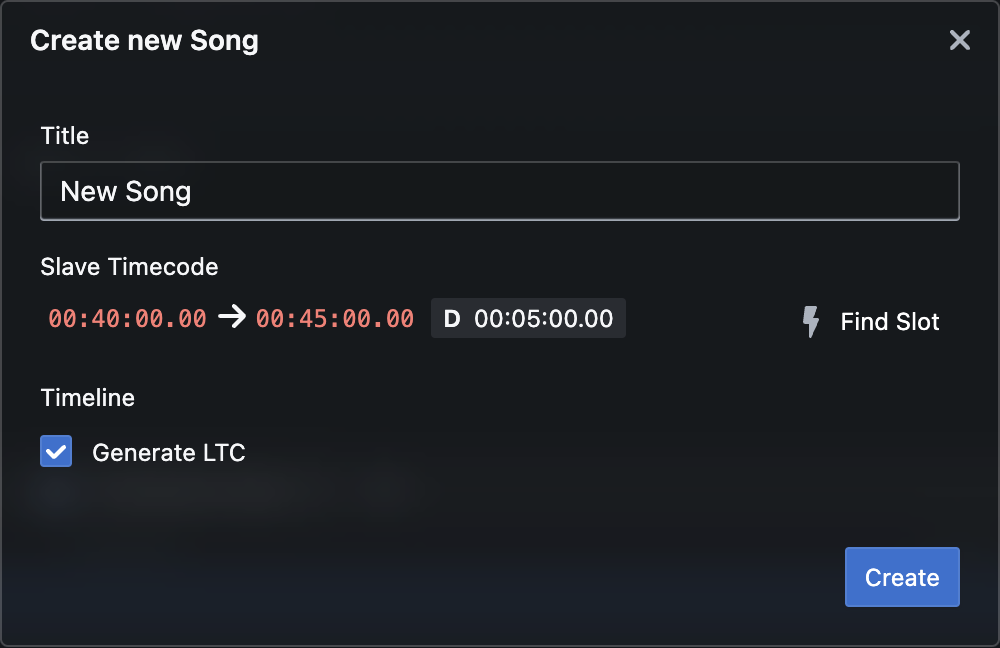 Create new Song
Title
New Song
Slave Timecode
00:40:00.00 → 00:45:00.00 D 00:05:00.00 Find Slot
Timeline
Generate LTC
Create